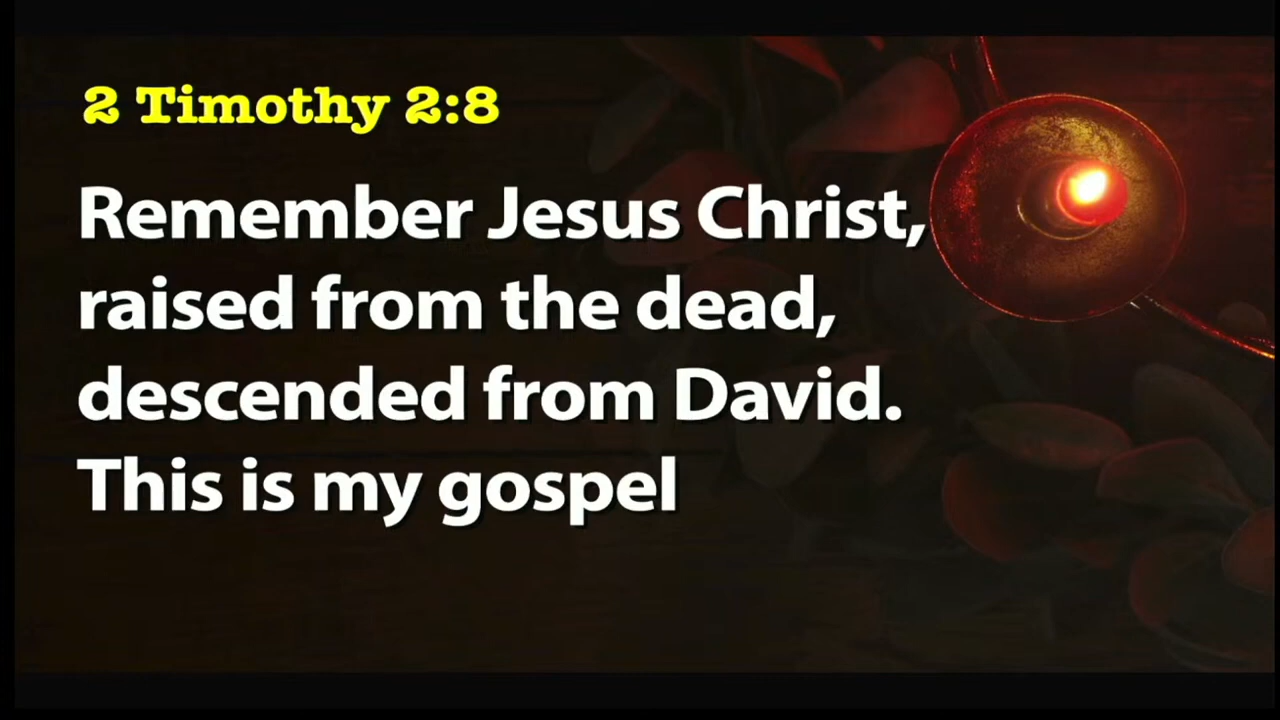 2 Timothy 2:8
Remember Jesus Christ,
raised from the dead,
descended from David.
This is my gospel